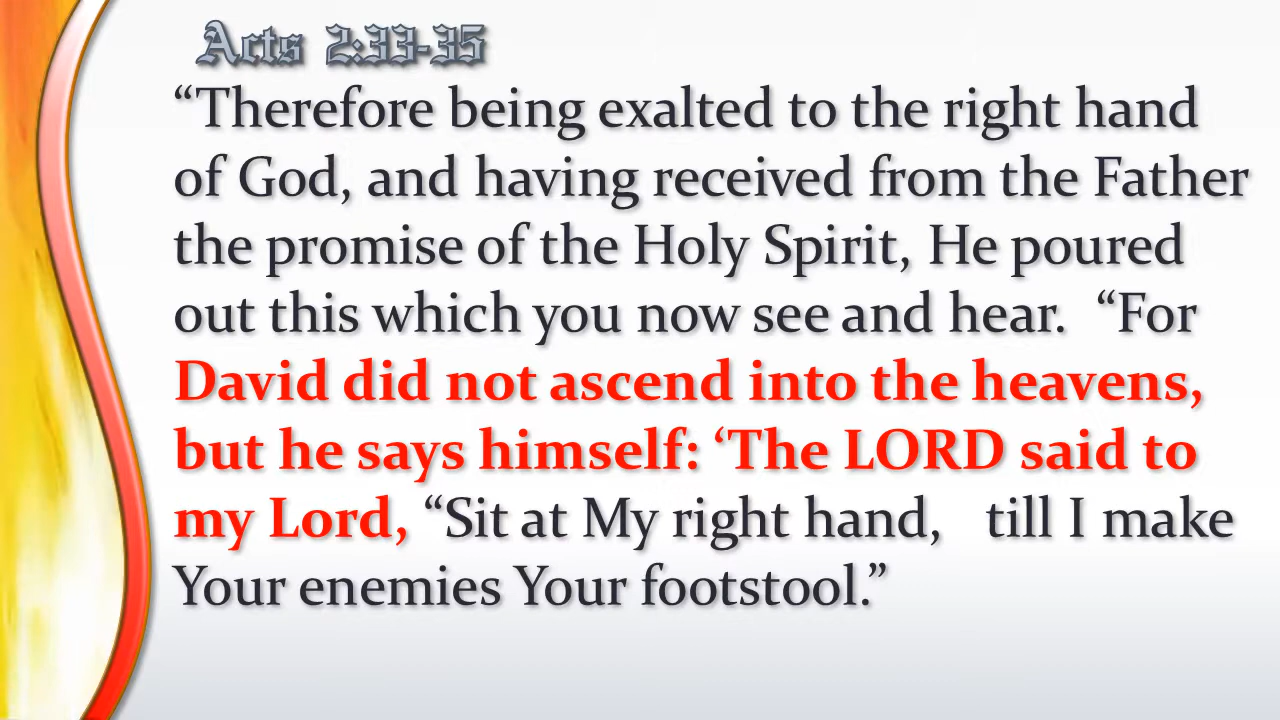 Acts 2:33-35
“Therefore being exalted to the right hand
of God, and having received from the Father
the promise of the Holy Spirit, He poured
out this which you now see and hear. “For
David did not ascend into the heavens,
but he says himself: ‘The LORD said to
my Lord, “Sit at My right hand, till I make
Your enemies Your footstool.”